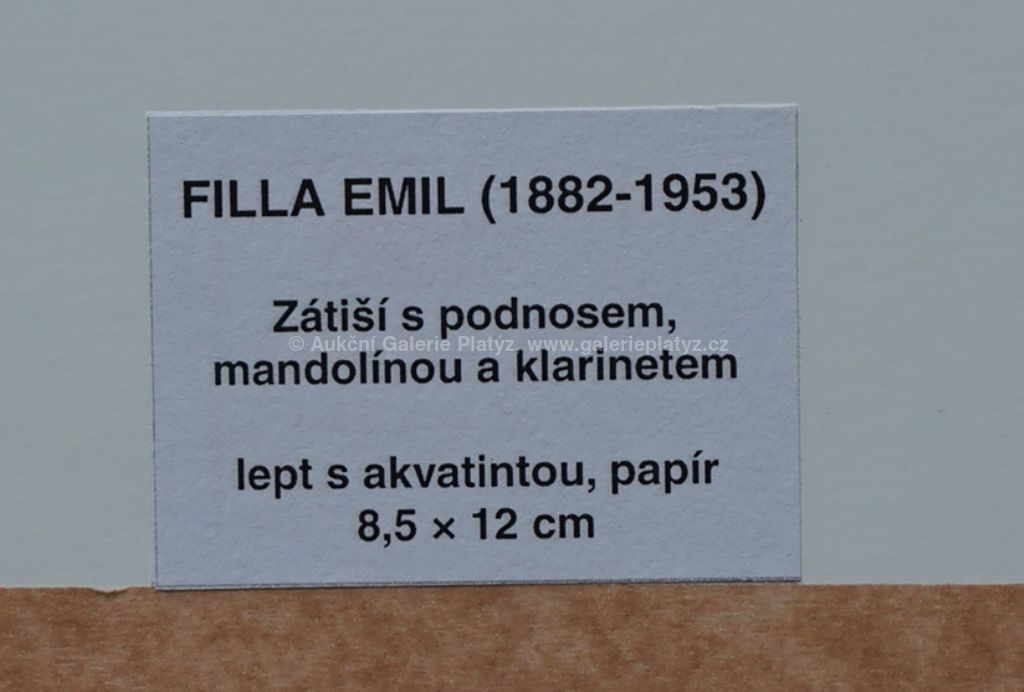 FILLA EMIL (1882-1953)
Zátiší s podnosem,
© Aukční Galerie Platýz, www.galerieplatyz.cz
mandolínou a klarinetem
lept s akvatintou, papír
8,5 × 12 cm